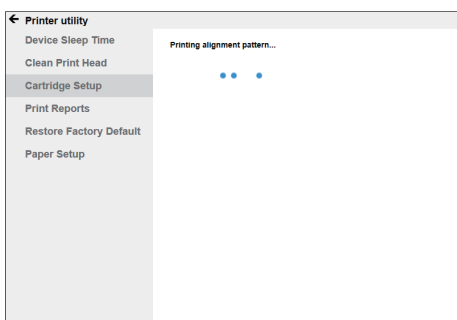 Printer utility
Device Sleep Time
Clean Print Head
Cartridge Setup
Print Reports
Restore Factory Default
Paper Setup
Printing alignment pattern...